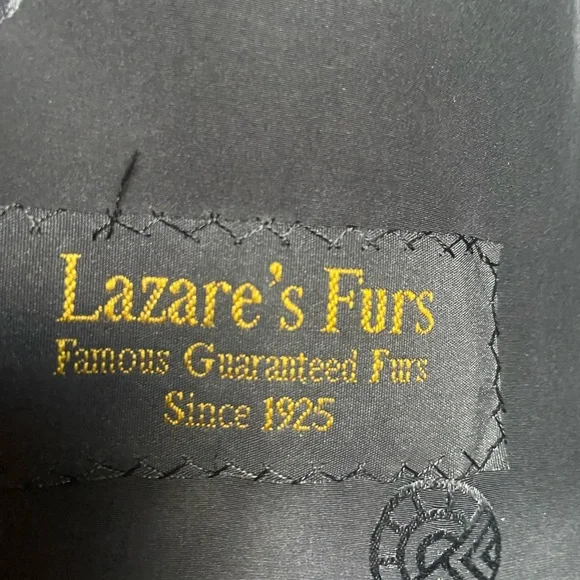 Lazare's Furs
Famous Guaranteed Furs
Since 1925